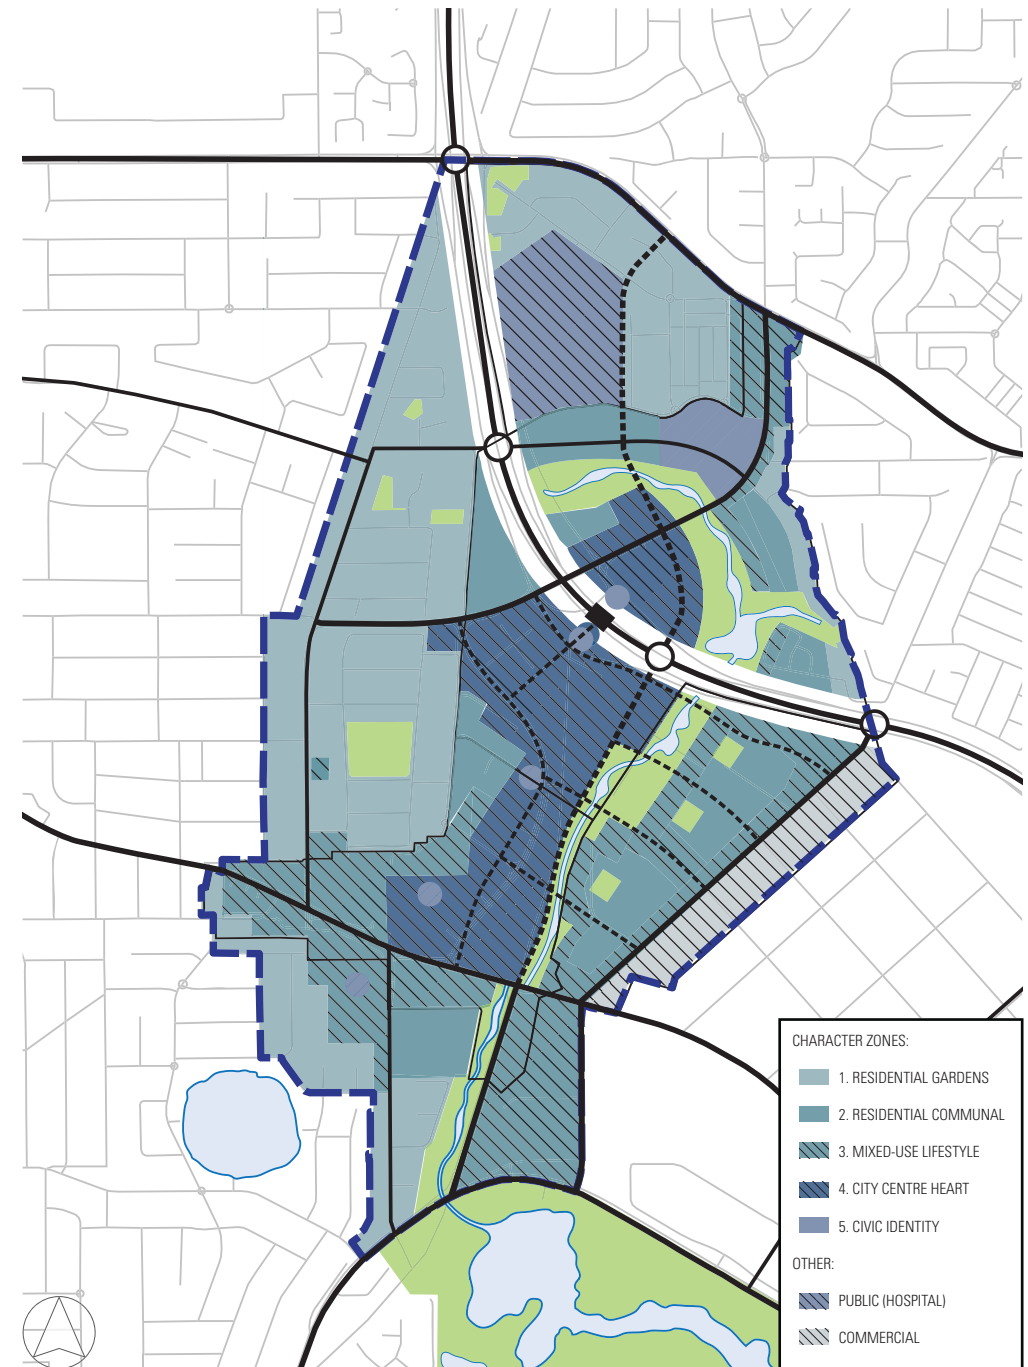 CHARACTER ZONES:
1. RESIDENTIAL GARDENS
2. RESIDENTIAL COMMUNAL
3. MIXED-USE LIFESTYLE
4. CITY CENTRE HEART
5. CIVIC IDENTITY
OTHER:
PUBLIC (HOSPITAL)
COMMERCIAL